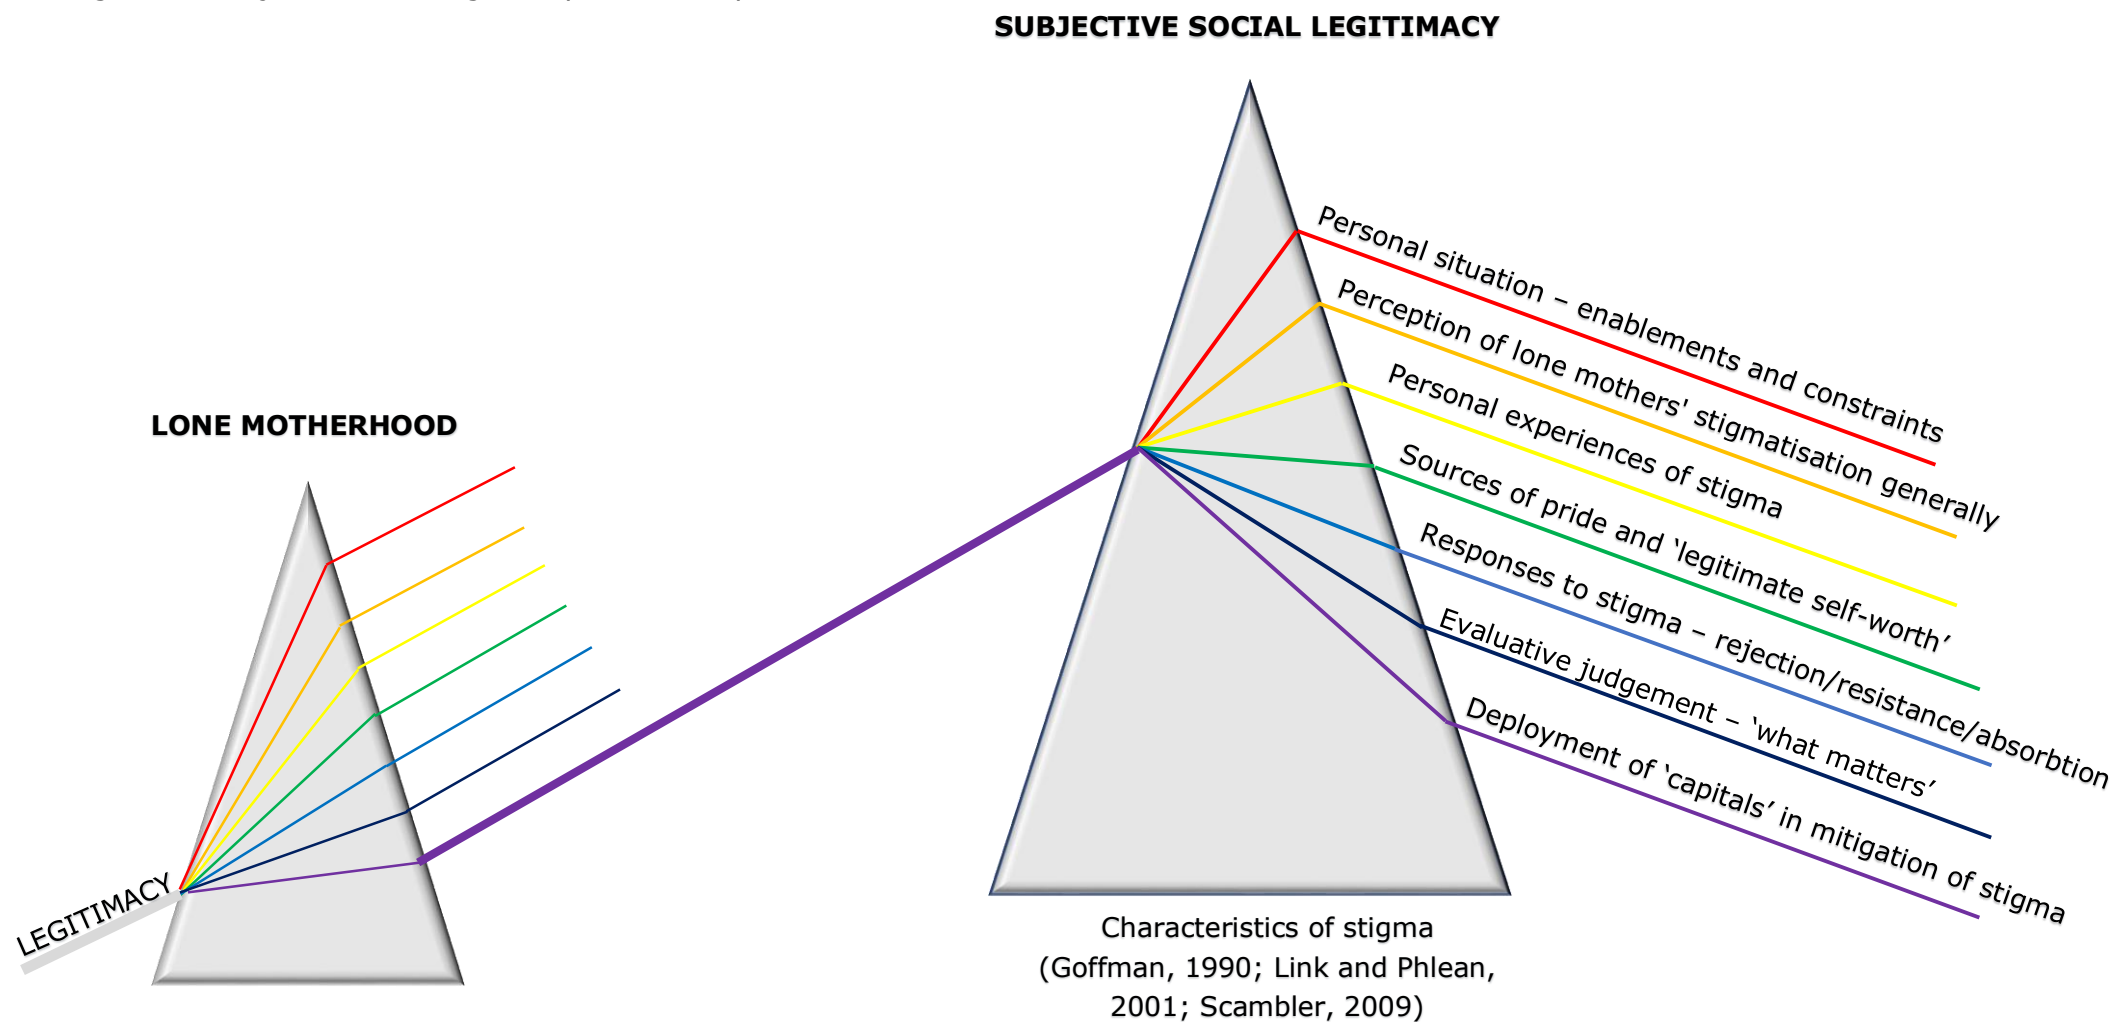 SUBJECTIVE SOCIAL LEGITIMACY
Personal situation – enablements and constraints
Perception of lone mothers' stigmatisation generally
Personal experiences of stigma
Sources of pride and ‘legitimate self-worth’
Responses to stigma – rejection/resistance/absorbtion
Evaluative judgement – ‘what matters’
Deployment of ‘capitals’ in mitigation of stigma
LONE MOTHERHOOD
LEGITIMACY
Characteristics of stigma
(Goffman, 1990; Link and Phlean,
2001; Scambler, 2009)